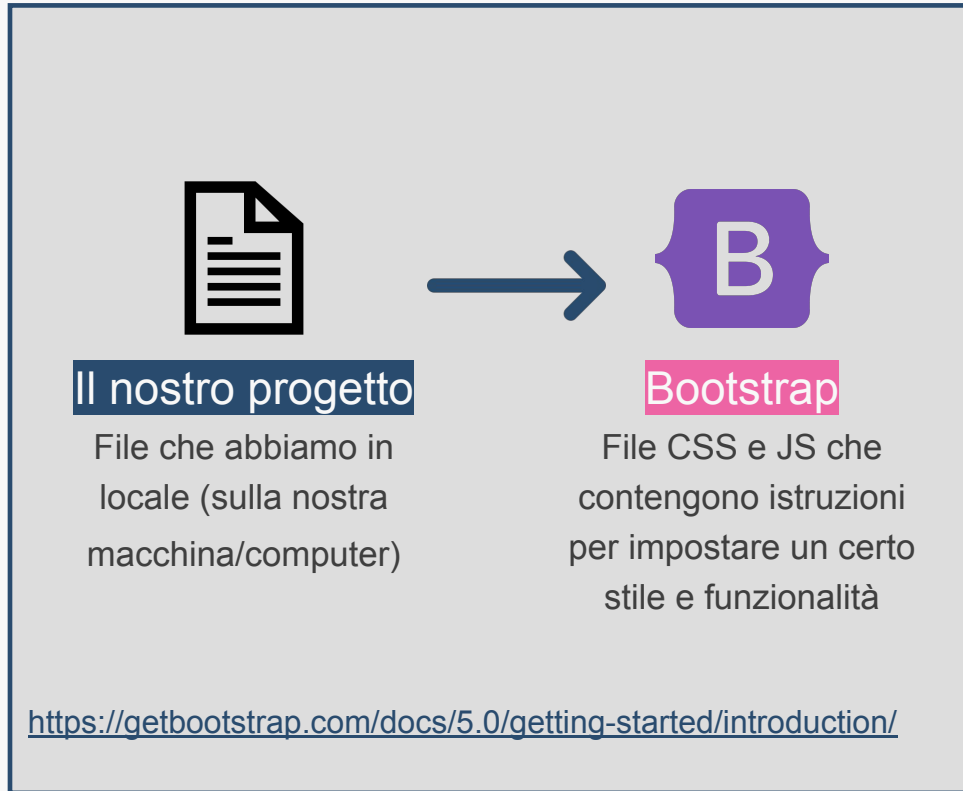 B
Il nostro progetto
File che abbiamo in
locale (sulla nostra
macchina/computer)
Bootstrap
File CSS e JS che
contengono istruzioni
per impostare un certo
stile e funzionalità
https://getbootstrap.com/docs/5.0/getting-started/introduction/